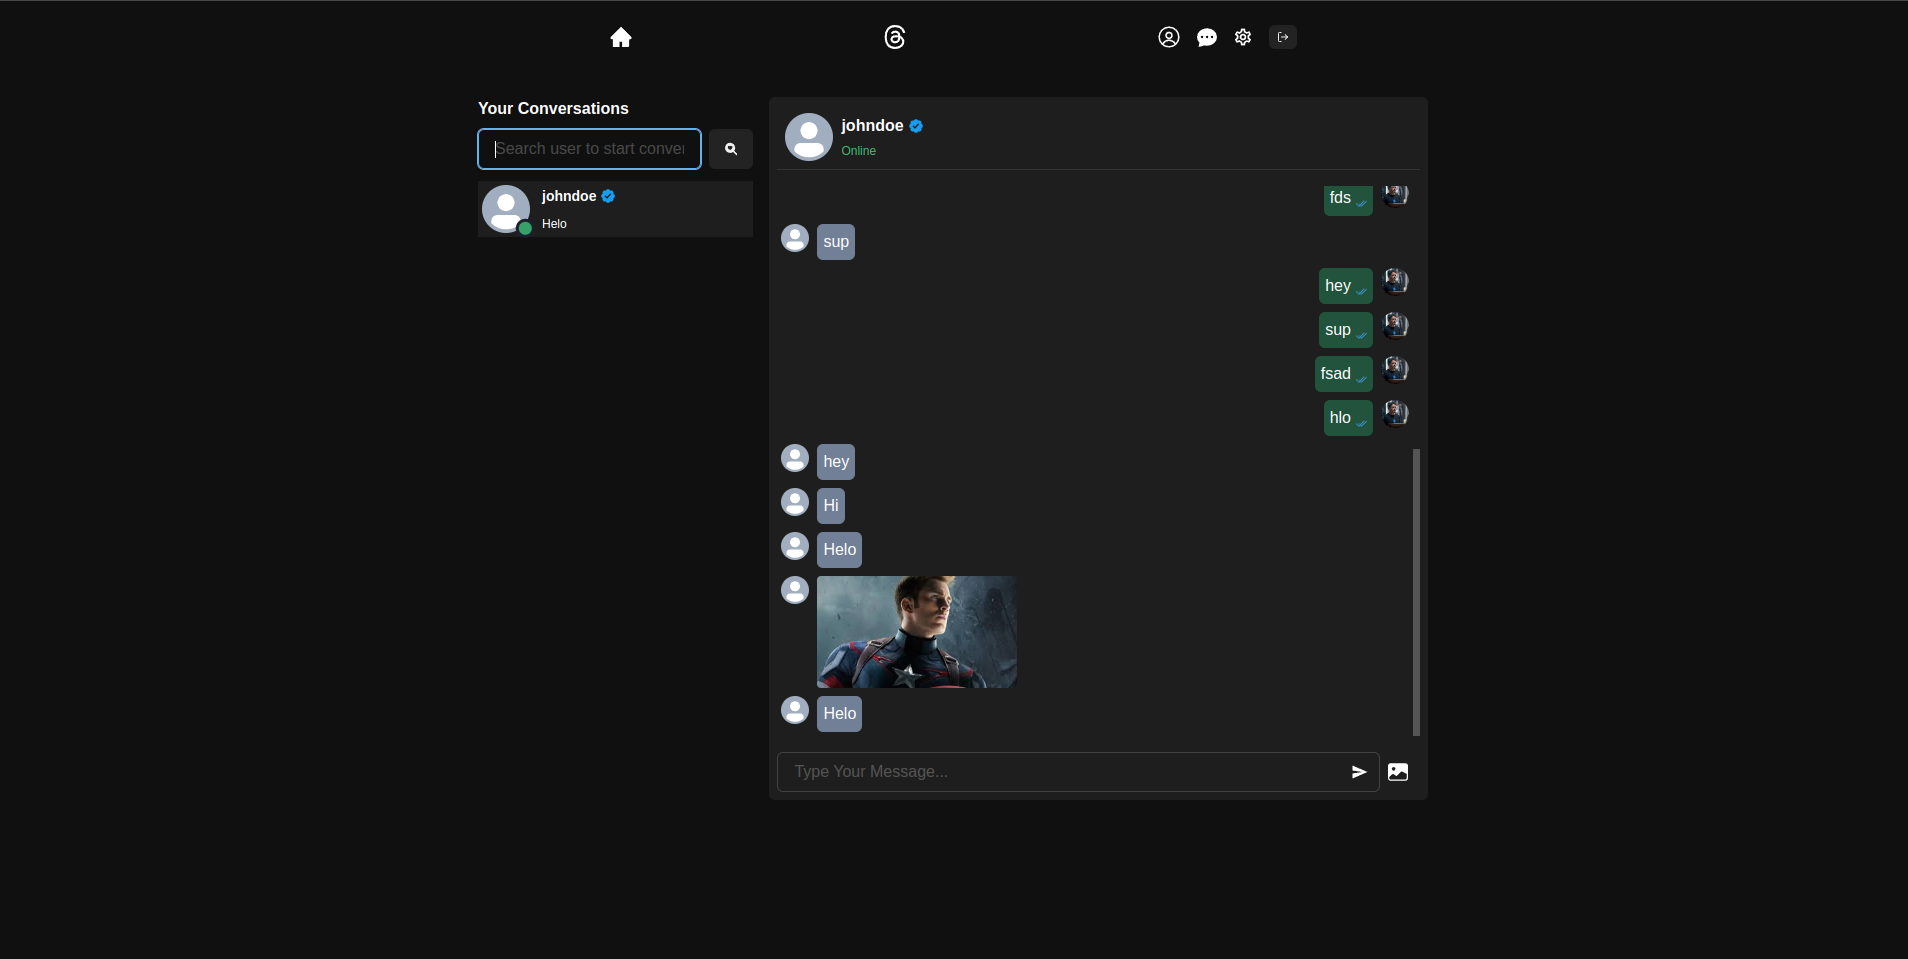 Your Conversations
Search user to start conver
johndoe
Helo
johndoe
Online
fds
sup
hey
sup
fsad
hlo
hey
Hi
Helo
Helo
Type Your Message...